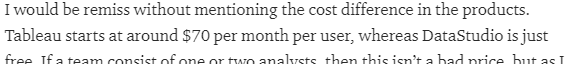 I would be remiss without mentioning the cost difference in the products.
Tableau starts at around $70 per month per user, whereas DataStudio is just
free. If a team consist of one or two analysts, then this isn't a bad price, but as I